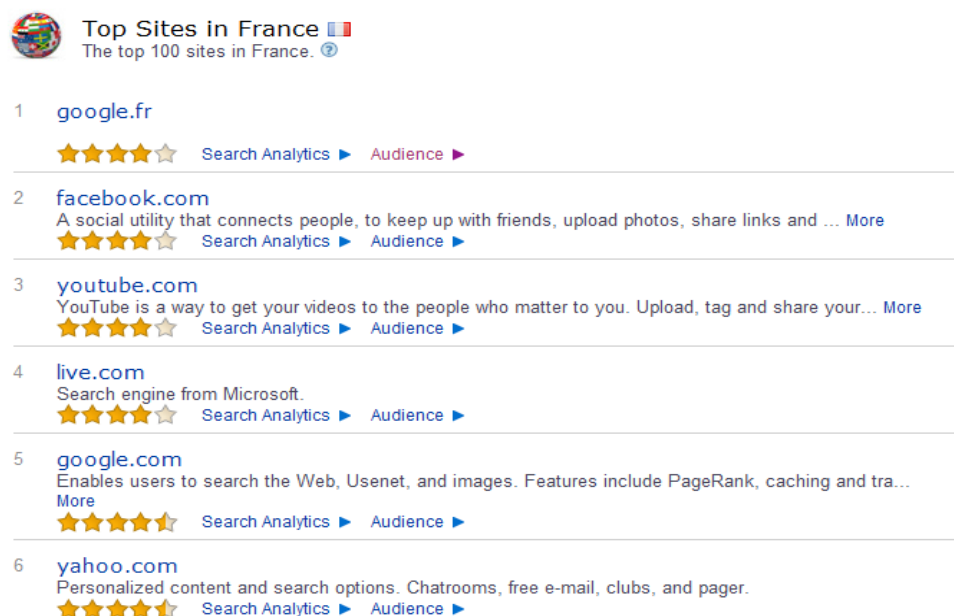 Top Sites in France
The top 100 sites in France. ?
1 google.fr
Search Analytics ► Audience ►
2 facebook.com
A social utility that connects people, to keep up with friends, upload photos, share links and ... More
Search Analytics ► Audience ►
3 youtube.com
YouTube is a way to get your videos to the people who matter to you. Upload, tag and share your... More
Search Analytics ► Audience ►
4 live.com
Search engine from Microsoft.
Search Analytics ► Audience ►
5 google.com
Enables users to search the Web, Usenet, and images. Features include PageRank, caching and tra...
More
Search Analytics ► Audience ►
6 yahoo.com
Personalized content and search options. Chatrooms, free e-mail, clubs, and pager.
Search Analytics ► Audience ►